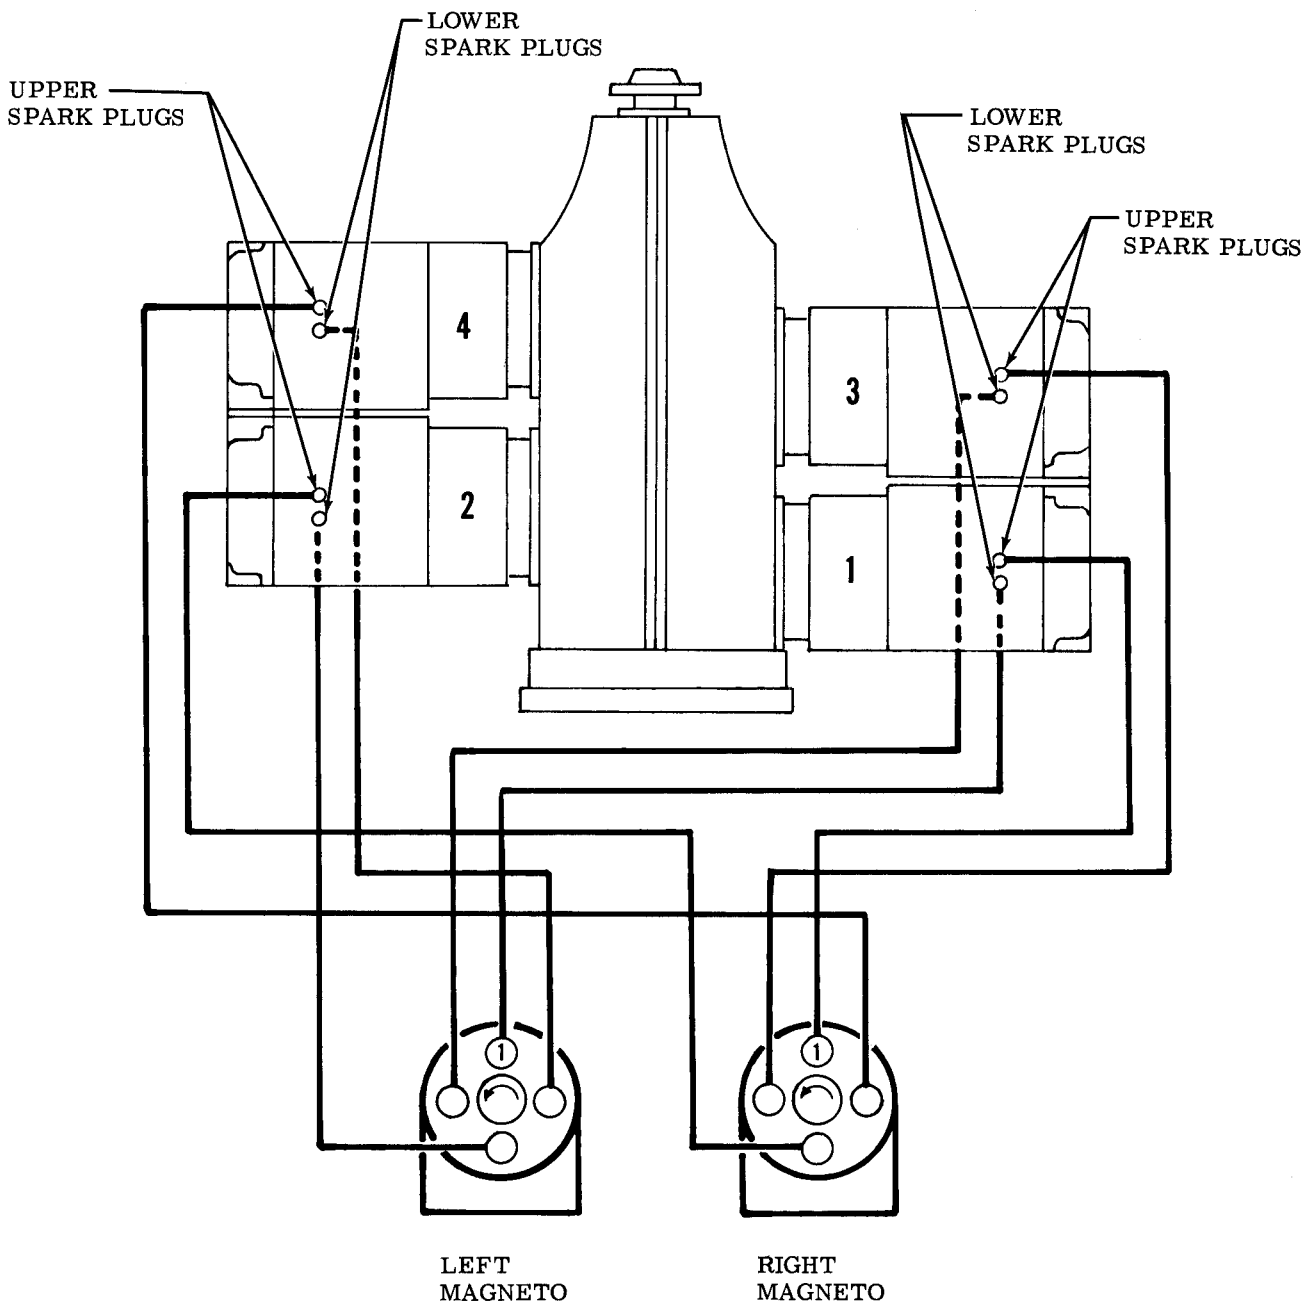 LOWER
SPARK PLUGS
UPPER
SPARK PLUGS
LOWER
SPARK PLUGS
UPPER
SPARK PLUGS
4
3
2
1
1
1
LEFT
MAGNETO
RIGHT
MAGNETO